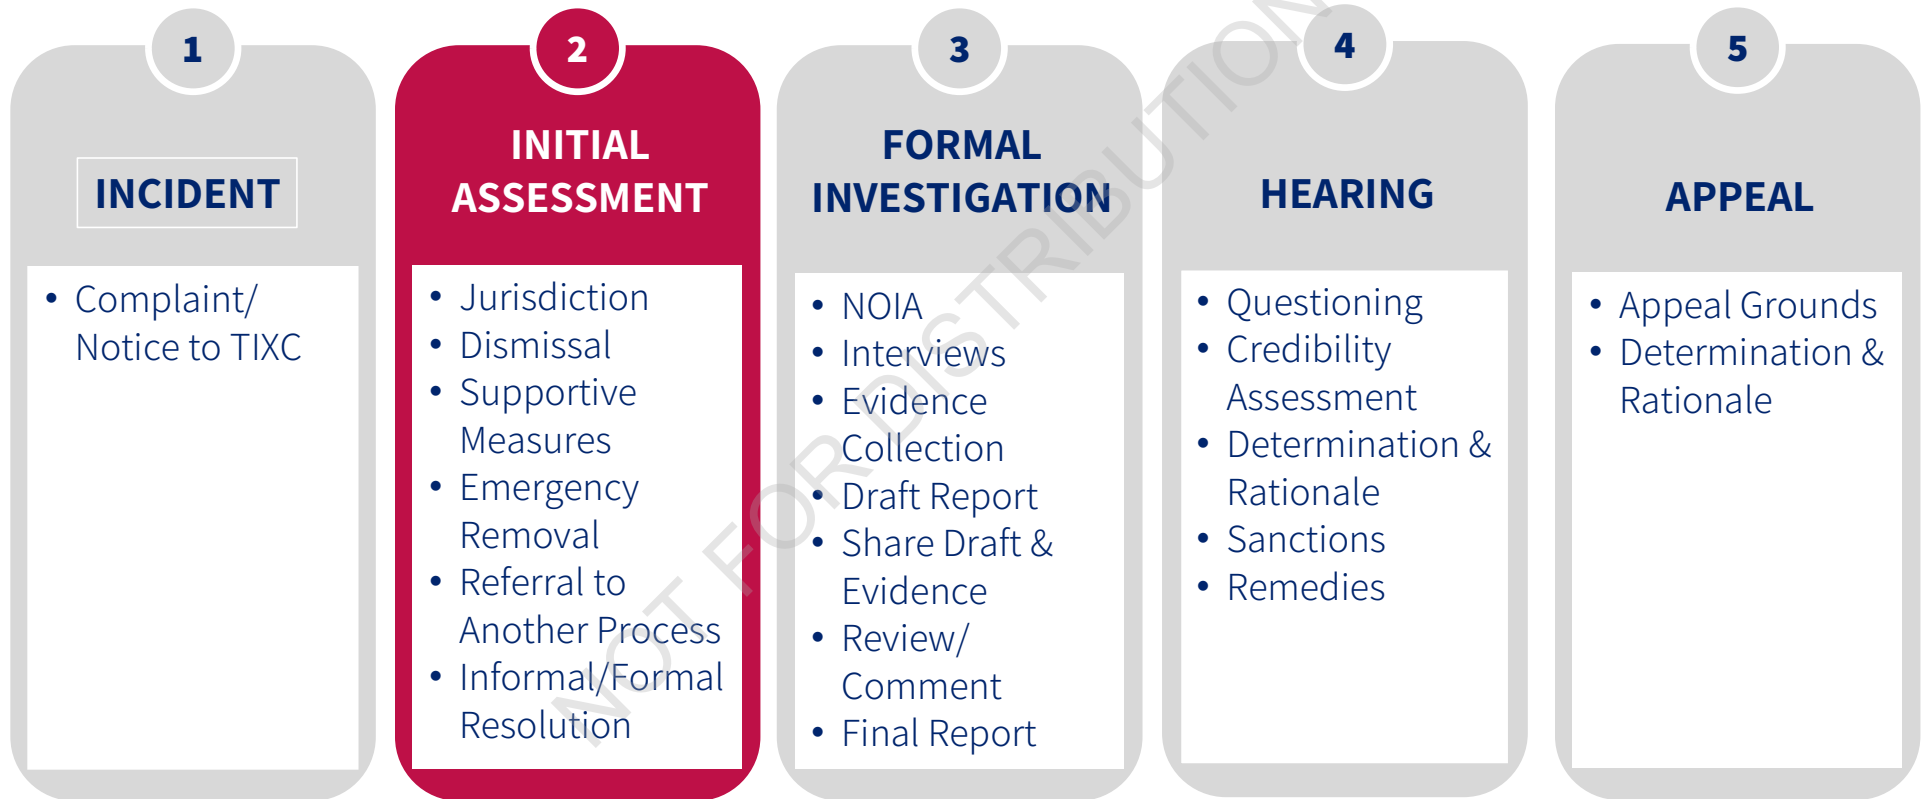 1
INCIDENT
• Complaint/
Notice to TIXC
2
INITIAL
ASSESSMENT
• Jurisdiction
• Dismissal
• Supportive
Measures
• Emergency
Removal
• Referral to
Another Process
• Informal/Formal
Resolution
3
FORMAL
INVESTIGATION
• NOIA
• Interviews
• Evidence
Collection
• Draft Report
• Share Draft &
Evidence
• Review/
Comment
• Final Report
4
HEARING
• Questioning
• Credibility
Assessment
• Determination &
Rationale
• Sanctions
• Remedies
5
APPEAL
• Appeal Grounds
• Determination &
Rationale
NOT FOR DISTRIBUTION